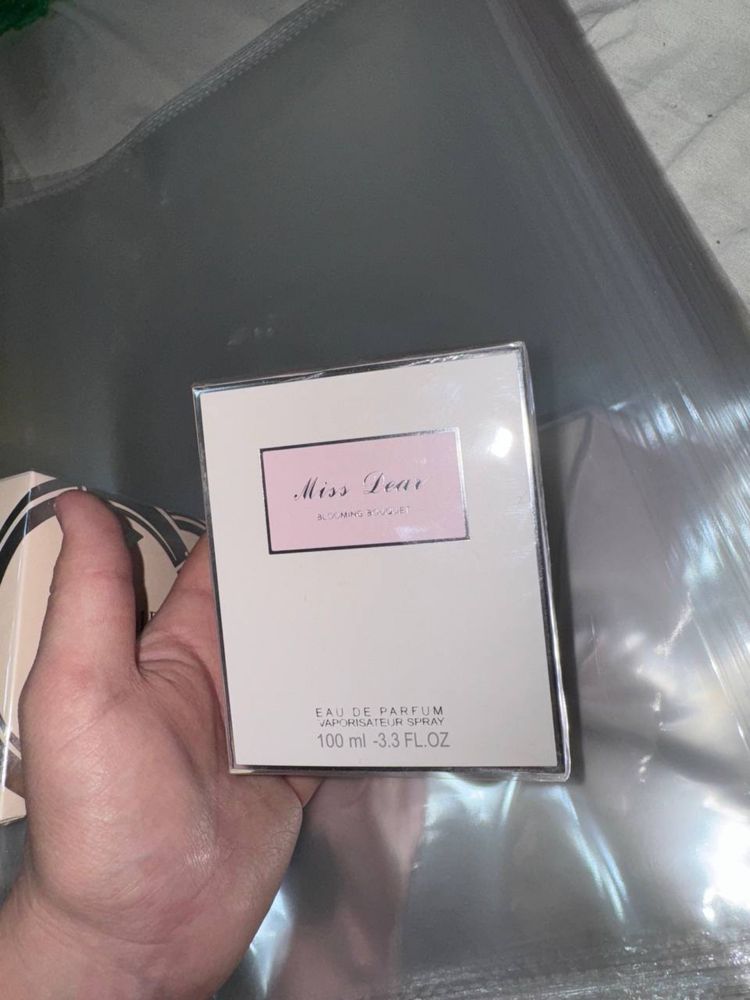 Miss Dear
BLOOMING BOUQUET
EAU DE PARFUM
VAPORISATEUR SPRAY
100 ml -3.3 FL.OZ